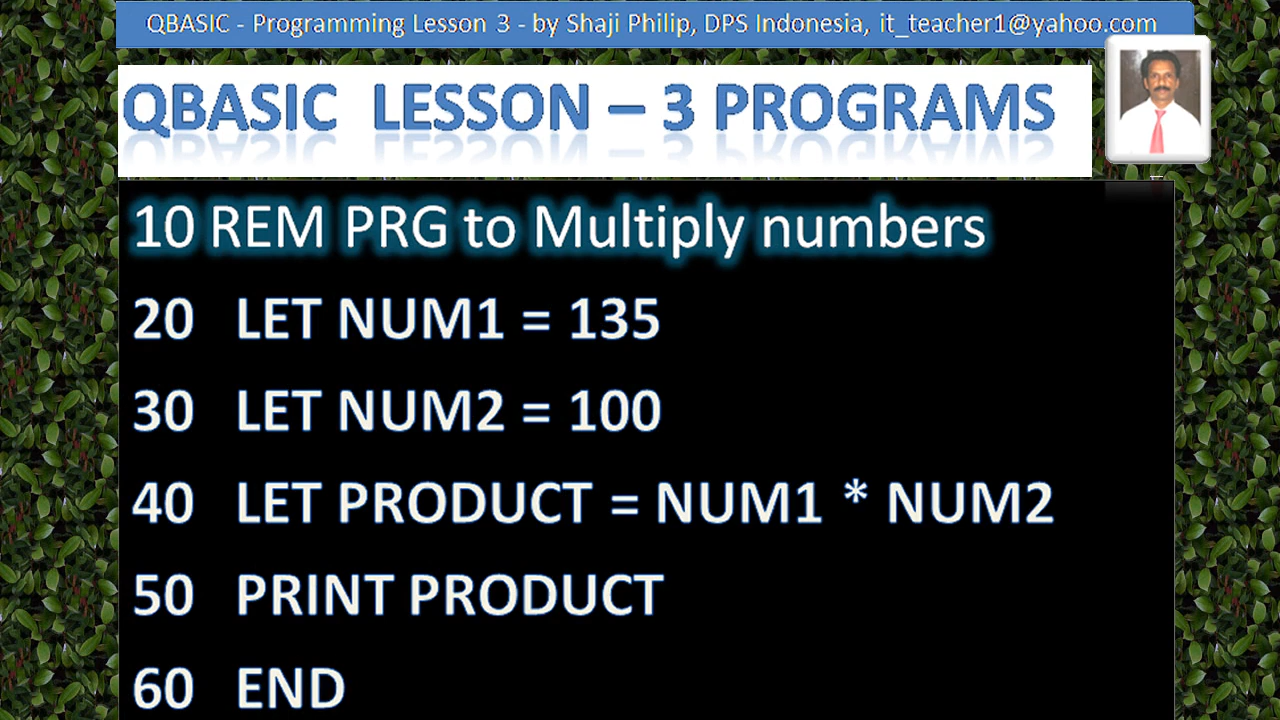 QBASIC - Programming Lesson 3 - by Shaji Philip, DPS Indonesia, it_teacher1@yahoo.com
QBASIC LESSON – 3 PROGRAMS
10 REM PRG to Multiply numbers
20 LET NUM1 = 135
30 LET NUM2 = 100
40 LET PRODUCT = NUM1 * NUM2
50 PRINT PRODUCT
60 END